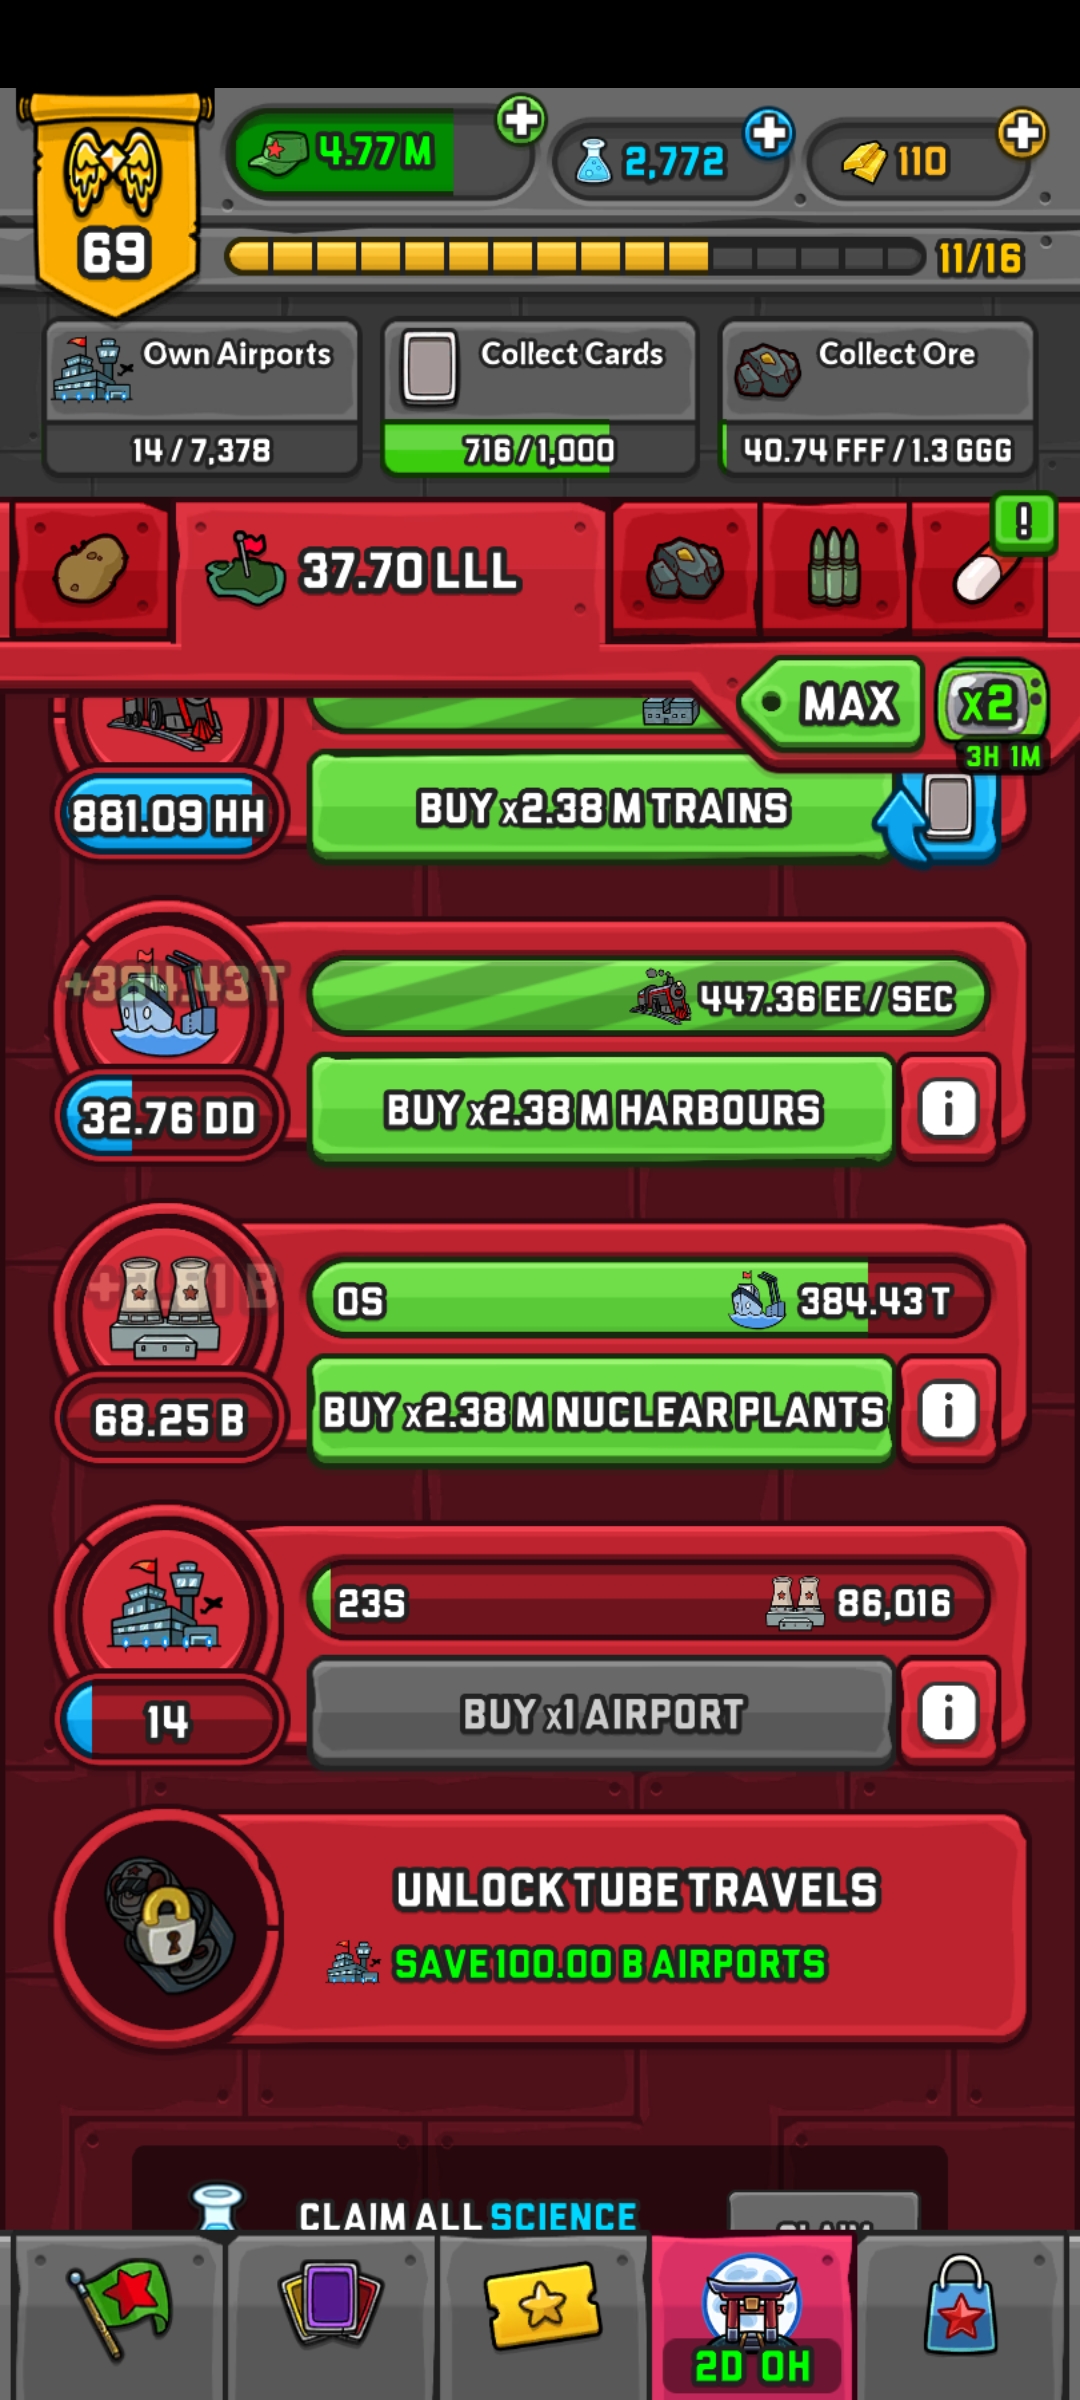 4.77 M
2,772
110
69
11/16
Own Airports
14 / 7,378
Collect Cards
716 / 1,000
Collect Ore
40.74 FFF / 1.3 GGG
!
37.70 LLL
MAX
x2
3H 1M
881.09 HH
BUY x2.38 M TRAINS
+384.43 T
447.36 EE / SEC
32.76 DD
BUY x2.38 M HARBOURS
i
0S
384.43 T
68.25 B
BUY x2.38 M NUCLEAR PLANTS
i
23S
86,016
14
BUY x1 AIRPORT
i
UNLOCK TUBE TRAVELS
SAVE 100.00 B AIRPORTS
CLAIM ALL SCIENCE
CLAIM
2D 0H